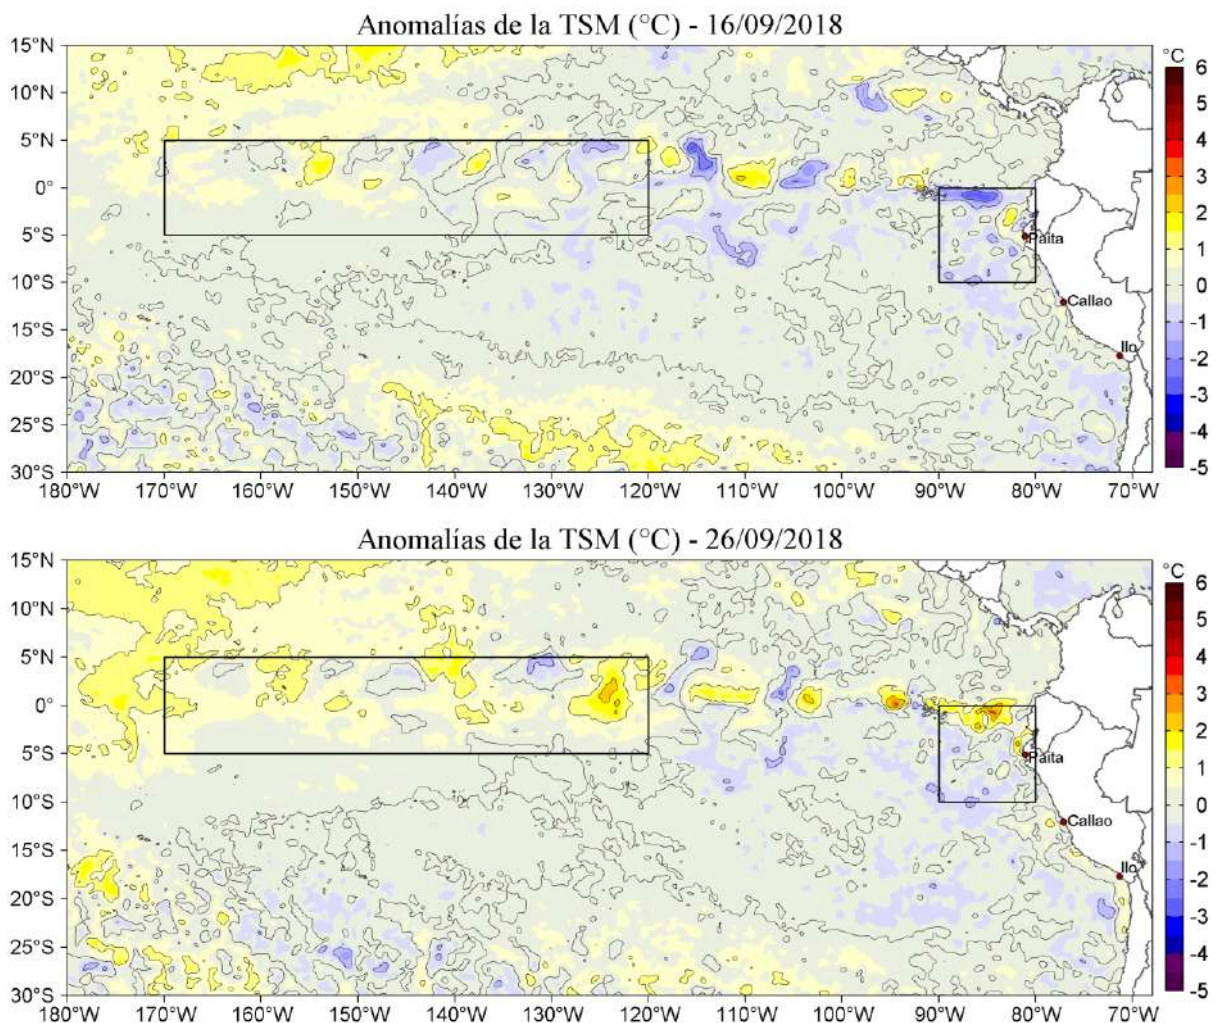 Anomalías de la TSM (°C) - 16/09/2018
15°N
10°N
5°N
0°
5°S
10°S
15°S
20°S
25°S
30°S
180°W 170°W 160°W 150°W 140°W 130°W 120°W 110°W 100°W 90°W 80°W 70°W
Paita
Callao
Ilo
°C
6
5
4
3
2
1
0
-1
-2
-3
-4
-5
Anomalías de la TSM (°C) - 26/09/2018
15°N
10°N
5°N
0°
5°S
10°S
15°S
20°S
25°S
30°S
180°W 170°W 160°W 150°W 140°W 130°W 120°W 110°W 100°W 90°W 80°W 70°W
Paita
Callao
Ilo
°C
6
5
4
3
2
1
0
-1
-2
-3
-4
-5